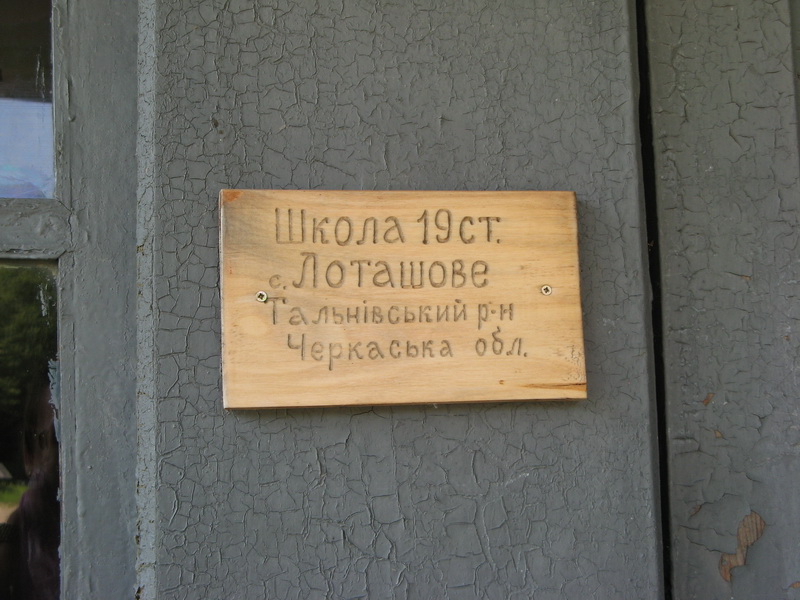 Школа 19ст.
с. Лоташове
Тальнівський р-н
Черкаська обл.